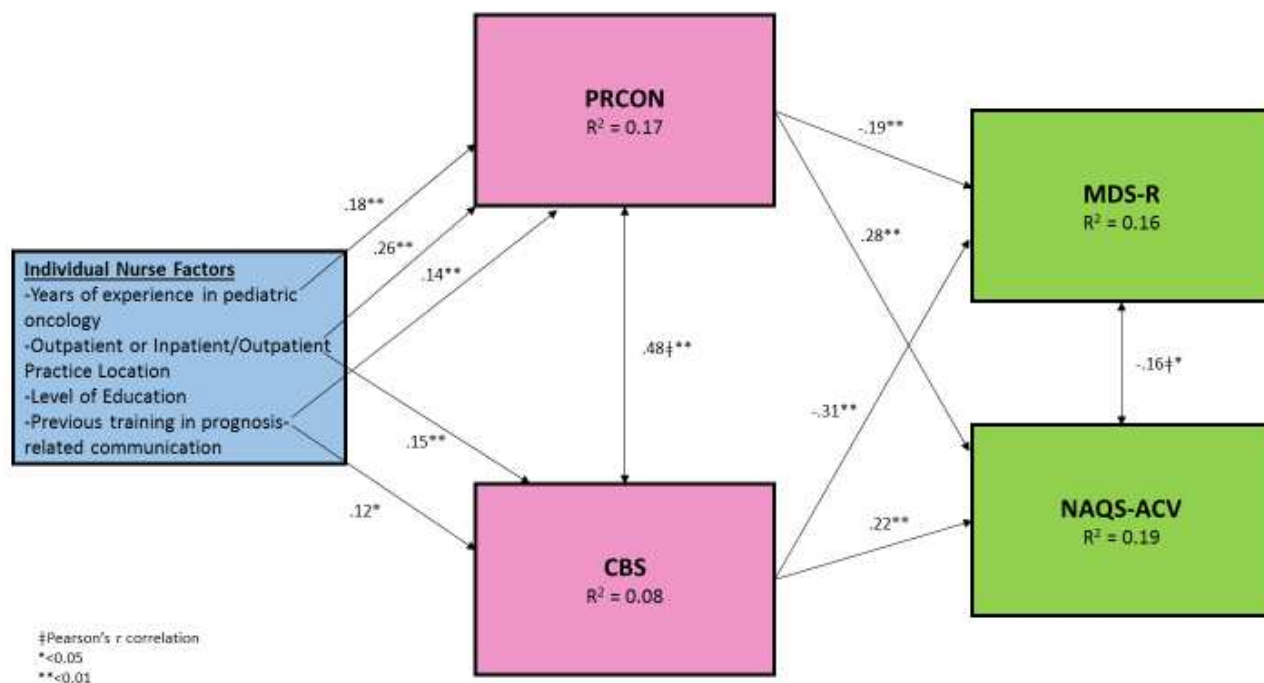 PRCON
R² = 0.17
-.19**
MDS-R
R² = 0.16
.18**
.26**
.28**
.14**
Individual Nurse Factors
-Years of experience in pediatric
oncology
-Outpatient or Inpatient/Outpatient
Practice Location
-Level of Education
-Previous training in prognosis-
related communication
.48‡**
-.16‡*
-.31**
.15**
.12*
.22**
NAQS-ACV
R² = 0.19
CBS
R² = 0.08
‡Pearson's r correlation
*<0.05
**<0.01